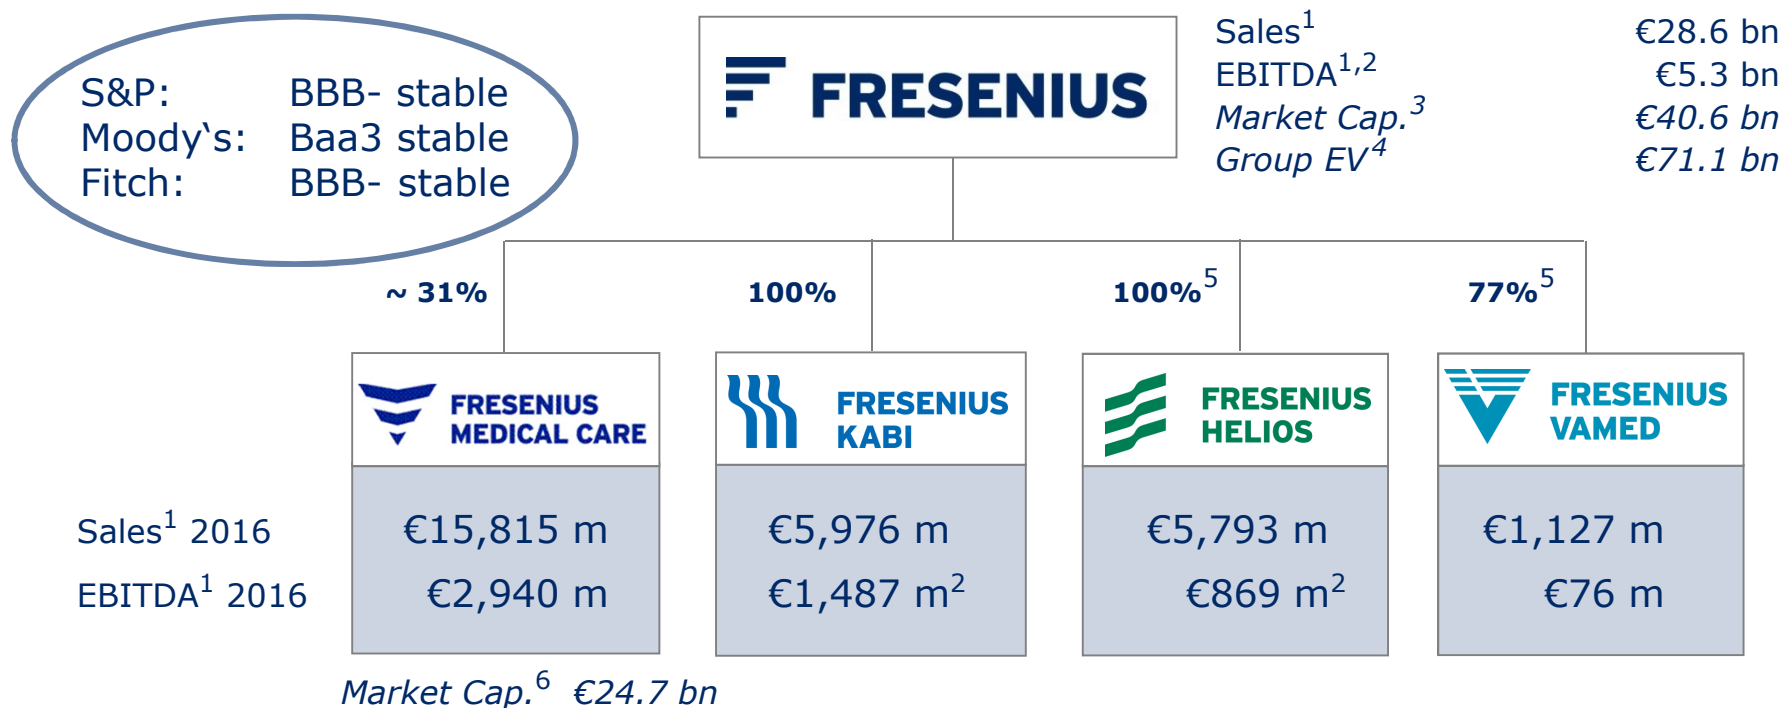 S&P: BBB- stable
Moody‘s: Baa3 stable
Fitch: BBB- stable
FRESENIUS
Sales1 €28.6 bn
EBITDA1,2 €5.3 bn
Market Cap.3 €40.6 bn
Group EV4 €71.1 bn
~ 31% 100% 100%5 77%5
FRESENIUS
MEDICAL CARE
FRESENIUS
KABI
FRESENIUS
HELIOS
FRESENIUS
VAMED
Sales1 2016 €15,815 m €5,976 m €5,793 m €1,127 m
EBITDA1 2016 €2,940 m €1,487 m2 €869 m2 €76 m
Market Cap.6 €24.7 bn